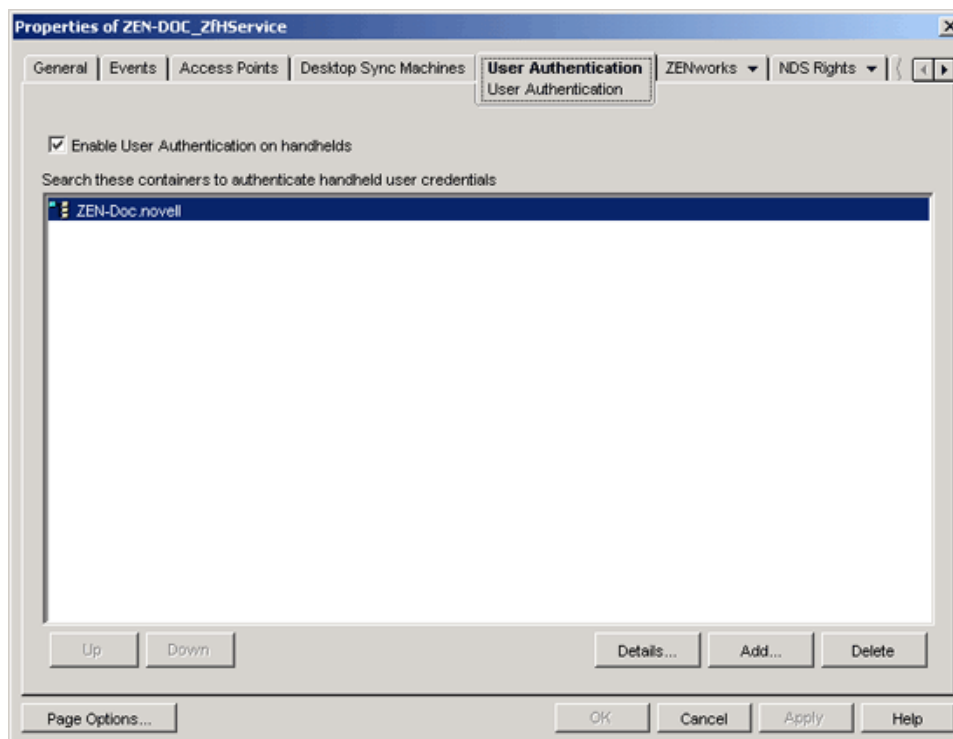 Properties of ZEN-DOC_ZfHService
General Events Access Points Desktop Sync Machines User Authentication ZENworks NDS Rights
User Authentication
Enable User Authentication on handhelds
Search these containers to authenticate handheld user credentials
ZEN-Doc.novell
Up Down Details... Add... Delete
Page Options... OK Cancel Apply Help